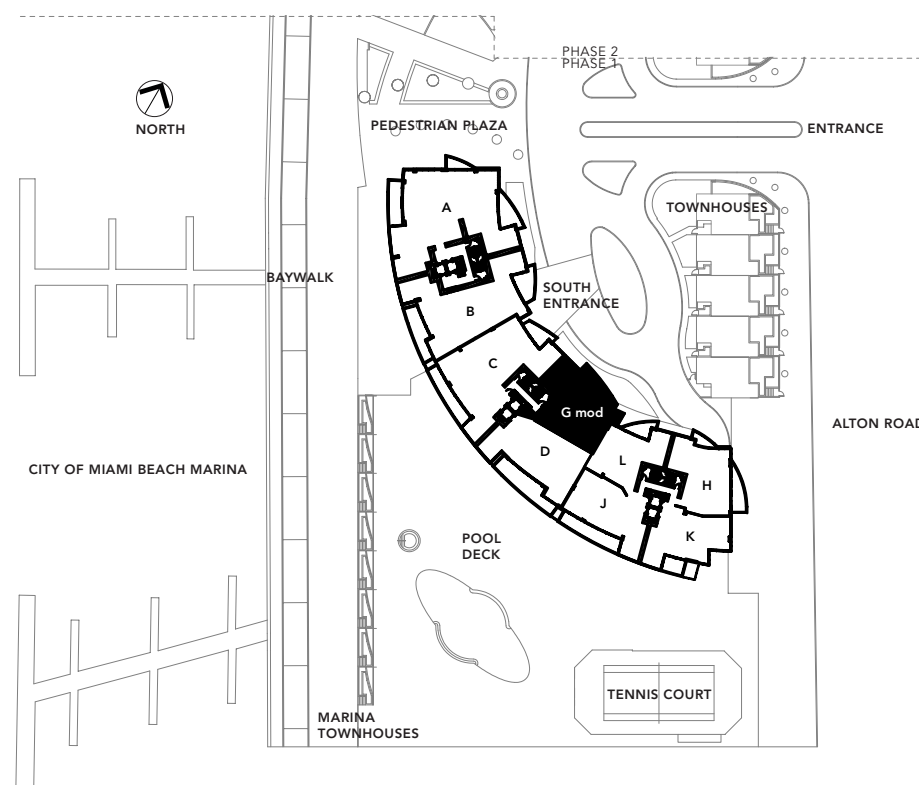 PHASE 2
PHASE 1
NORTH
PEDESTRIAN PLAZA
ENTRANCE
A
TOWNHOUSES
BAYWALK
SOUTH
ENTRANCE
B
C
G mod
ALTON ROAD
D
L
CITY OF MIAMI BEACH MARINA
H
J
K
POOL
DECK
TENNIS COURT
MARINA
TOWNHOUSES